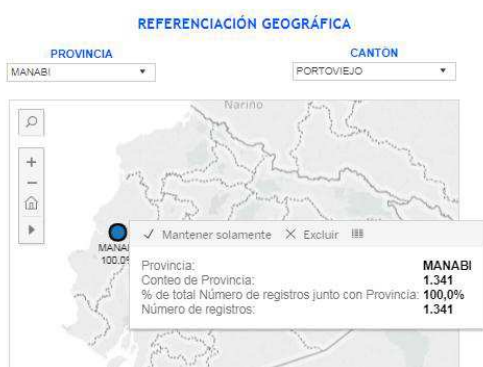 REFERENCIACIÓN GEOGRÁFICA
PROVINCIA
CANTÓN
MANABI
PORTOVIEJO
Nariño
MANABI
100.0%
Mantener solamente
Excluir
Provincia: MANABI
Conteo de Provincia: 1.341
% de total Número de registros junto con Provincia: 100,0%
Número de registros: 1.341